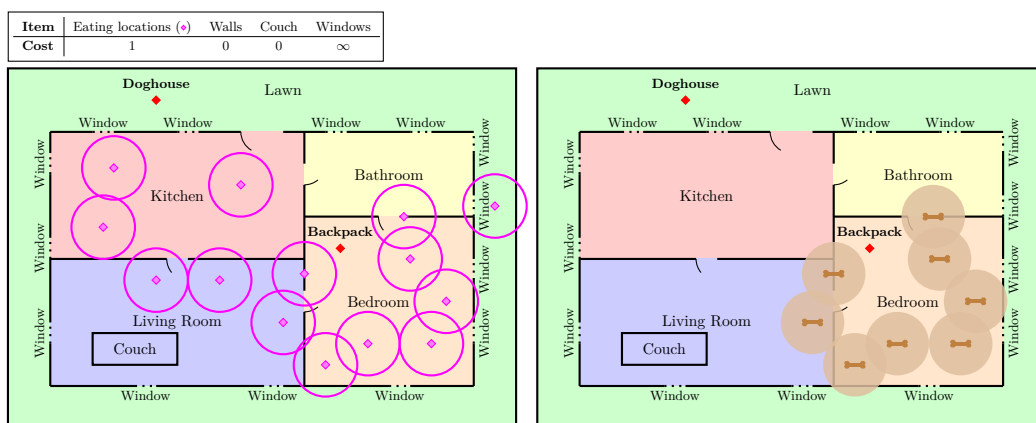 Item Eating locations (◆) Walls Couch Windows
Cost 1 0 0 ∞
Doghouse
Lawn
Window Window Window Window
Window
Window
Bathroom
Kitchen
Window
Window
Backpack
Window
Bedroom
Living Room
Window
Window
Couch
Window Window Window
Doghouse
Lawn
Window Window Window Window
Window
Window
Bathroom
Kitchen
Window
Window
Backpack
Window
Bedroom
Living Room
Window
Window
Couch
Window Window Window